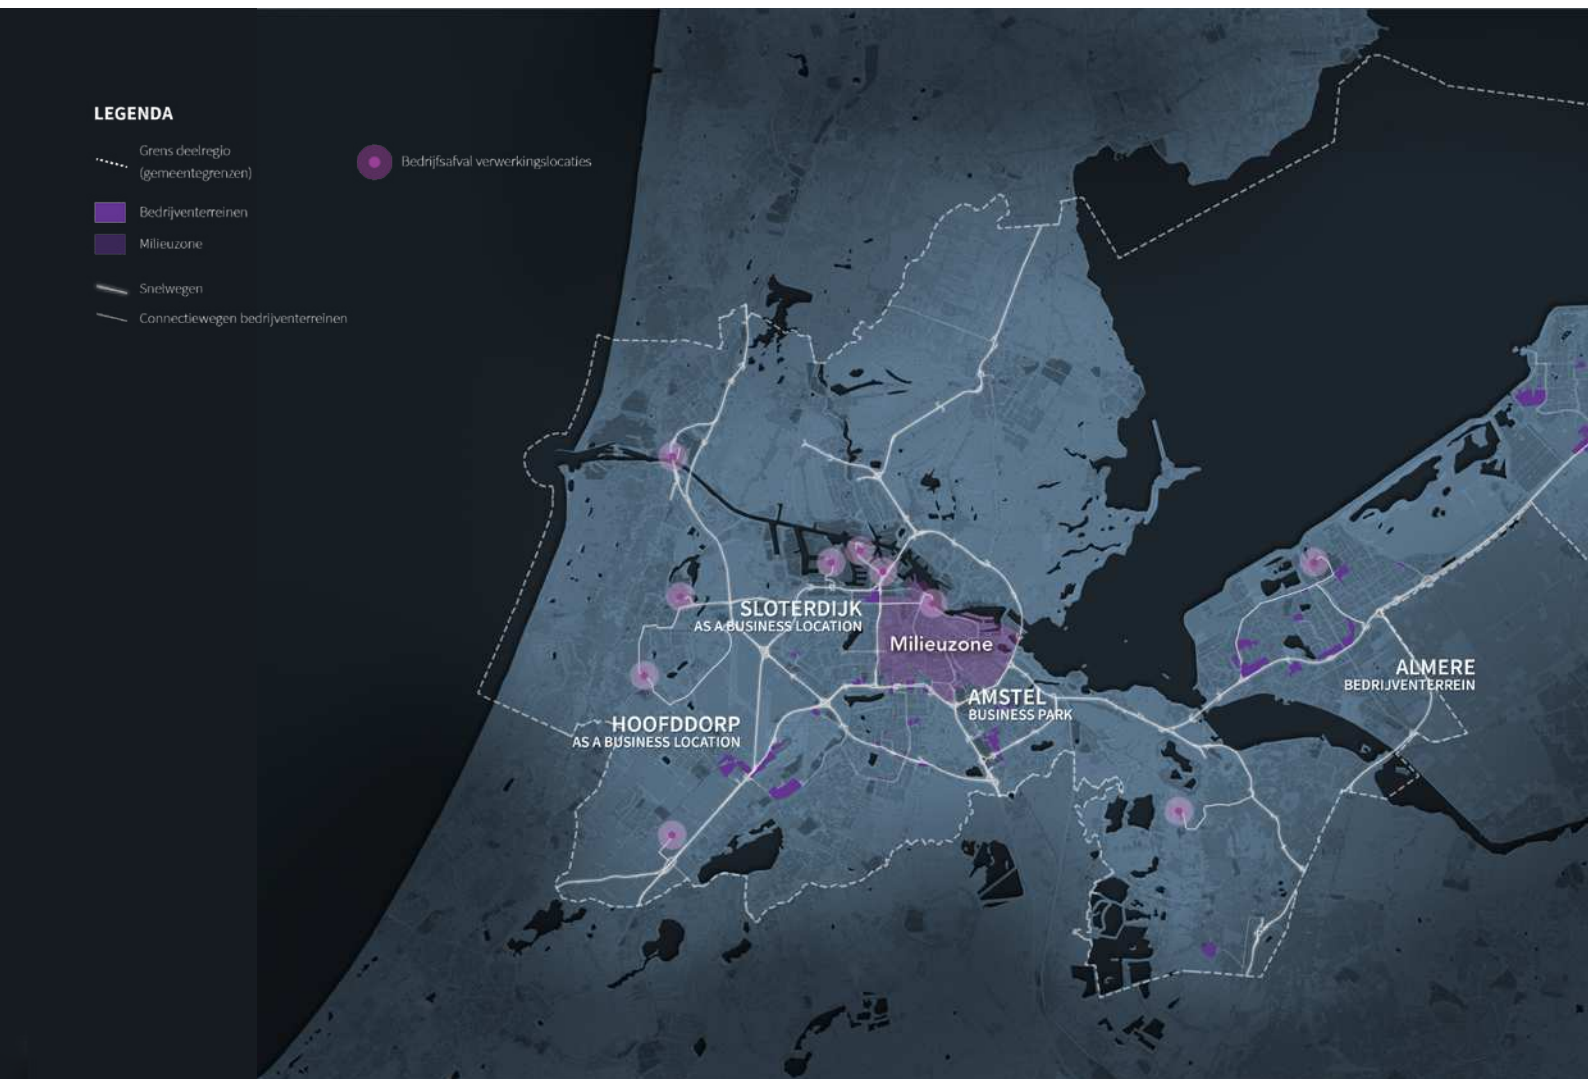 LEGENDA
Grens deelregio
(gemeentegrenzen)
Bedrijfsafval verwerkingslocaties
Bedrijventerreinen
Milieuzone
Snelwegen
Connectiewegen bedrijventerreinen
SLOTERDIJK
AS A BUSINESS LOCATION
Milieuzone
ALMERE
BEDRIJVENTERREIN
AMSTEL
BUSINESS PARK
HOOFDDORP
AS A BUSINESS LOCATION